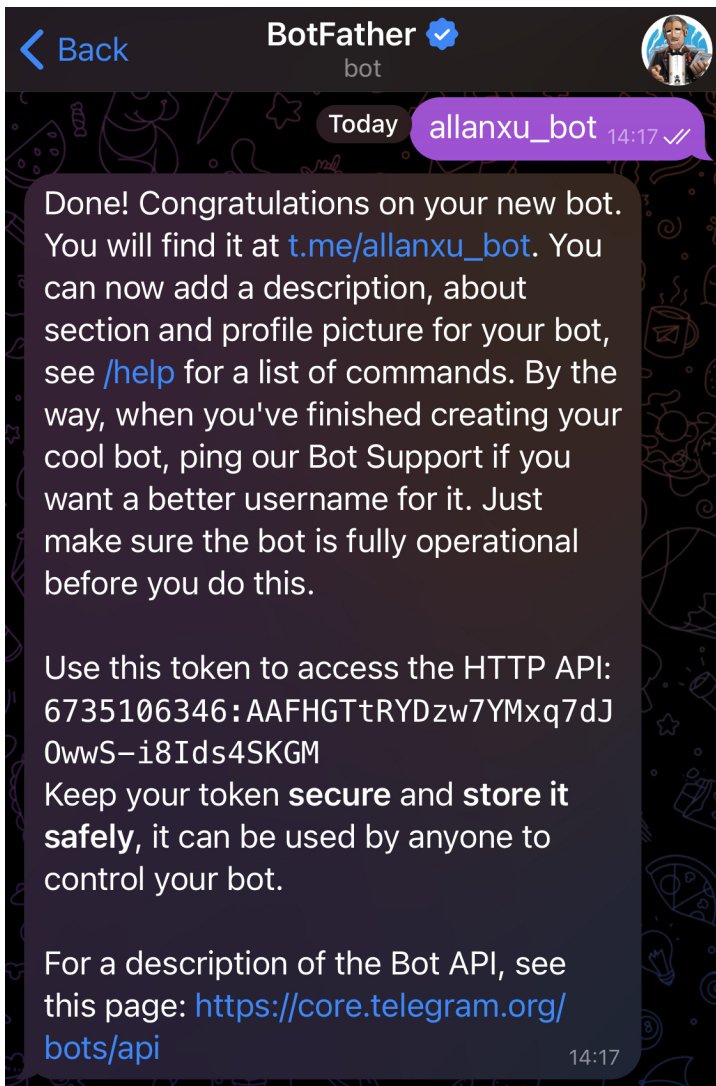 Back
BotFather
bot
Today
allanxu_bot 14:17
Done! Congratulations on your new bot.
You will find it at t.me/allanxu_bot. You
can now add a description, about
section and profile picture for your bot,
see /help for a list of commands. By the
way, when you've finished creating your
cool bot, ping our Bot Support if you
want a better username for it. Just
make sure the bot is fully operational
before you do this.
Use this token to access the HTTP API:
6735106346:AAFHGTtRYDzw7YMxq7dJ
OwwS-i8Ids4SKGM
Keep your token secure and store it
safely, it can be used by anyone to
control your bot.
For a description of the Bot API, see
this page: https://core.telegram.org/
bots/api
14:17